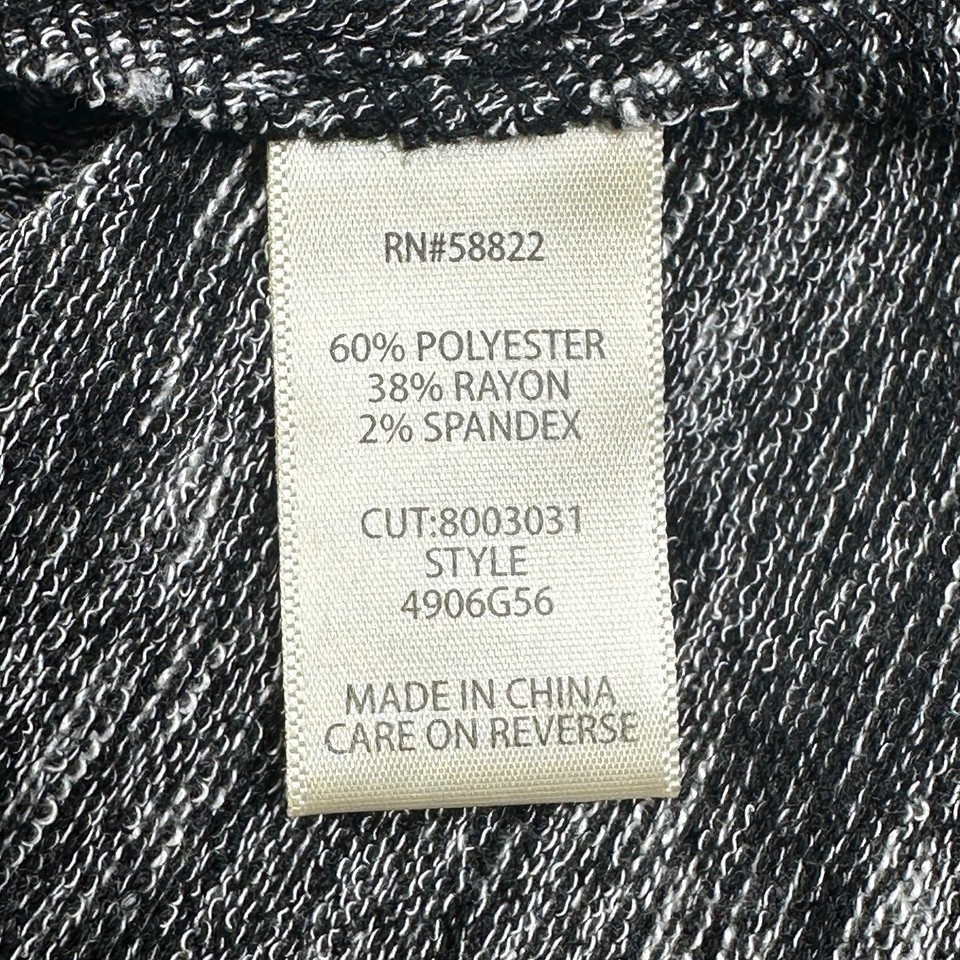 RN#58822
60% POLYESTER
38% RAYON
2% SPANDEX
CUT:8003031
STYLE
4906G56
MADE IN CHINA
CARE ON REVERSE